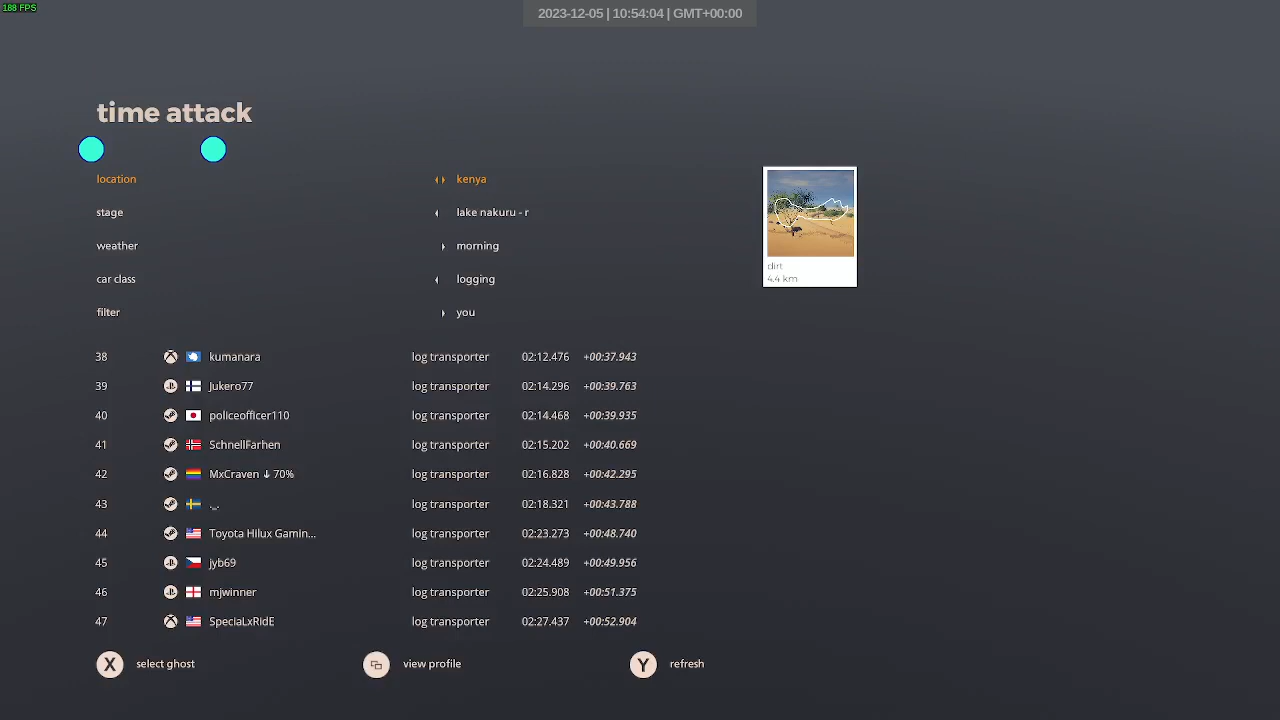 188 FPS
2023-12-05 | 10:54:04 | GMT+00:00
time attack
location kenya
stage lake nakuru - r
weather morning
car class logging
filter you
dirt
4.4 km
38 kumanara log transporter 02:12.476 +00:37.943
39 Jukero77 log transporter 02:14.296 +00:39.763
40 policeofficer110 log transporter 02:14.468 +00:39.935
41 SchnellFarhen log transporter 02:15.202 +00:40.669
42 MxCraven ↓ 70% log transporter 02:16.828 +00:42.295
43 ._. log transporter 02:18.321 +00:43.788
44 Toyota Hilux Gamin... log transporter 02:23.273 +00:48.740
45 jyb69 log transporter 02:24.489 +00:49.956
46 mjwinner log transporter 02:25.908 +00:51.375
47 SpeciaLxRidE log transporter 02:27.437 +00:52.904
X select ghost view profile Y refresh